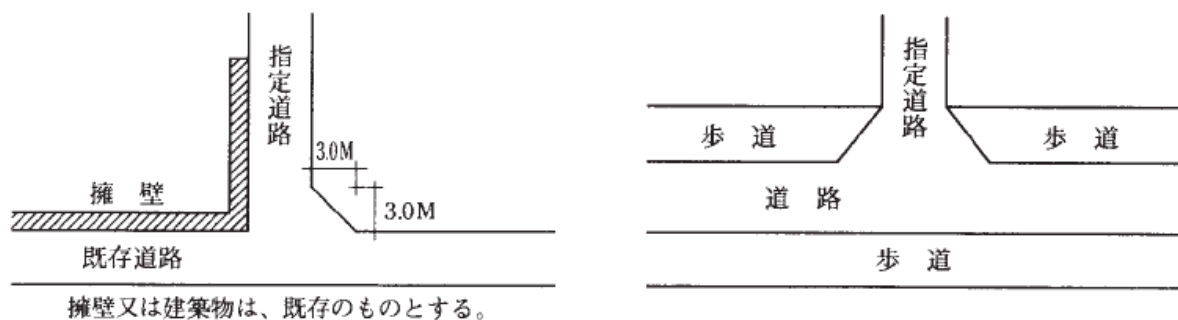 指定道路
3.0M
3.0M
擁 壁
既存道路
擁壁又は建築物は、既存のものとする。
指定道路
歩 道
歩 道
道 路
歩 道